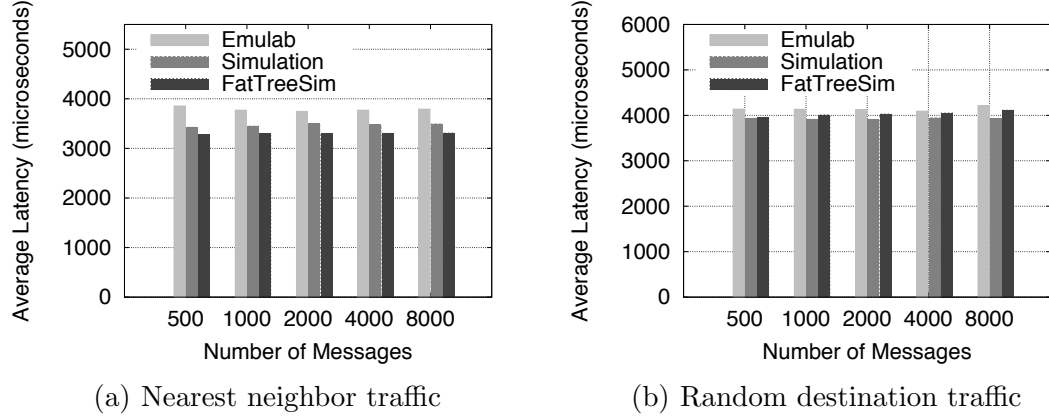 Average Latency (microseconds)
5000
4000
3000
2000
1000
0
Emulab
Simulation
FatTreeSim
500 1000 2000 4000 8000
Number of Messages
(a) Nearest neighbor traffic
Average Latency (microseconds)
6000
5000
4000
3000
2000
1000
0
Emulab
Simulation
FatTreeSim
500 1000 2000 4000 8000
Number of Messages
(b) Random destination traffic